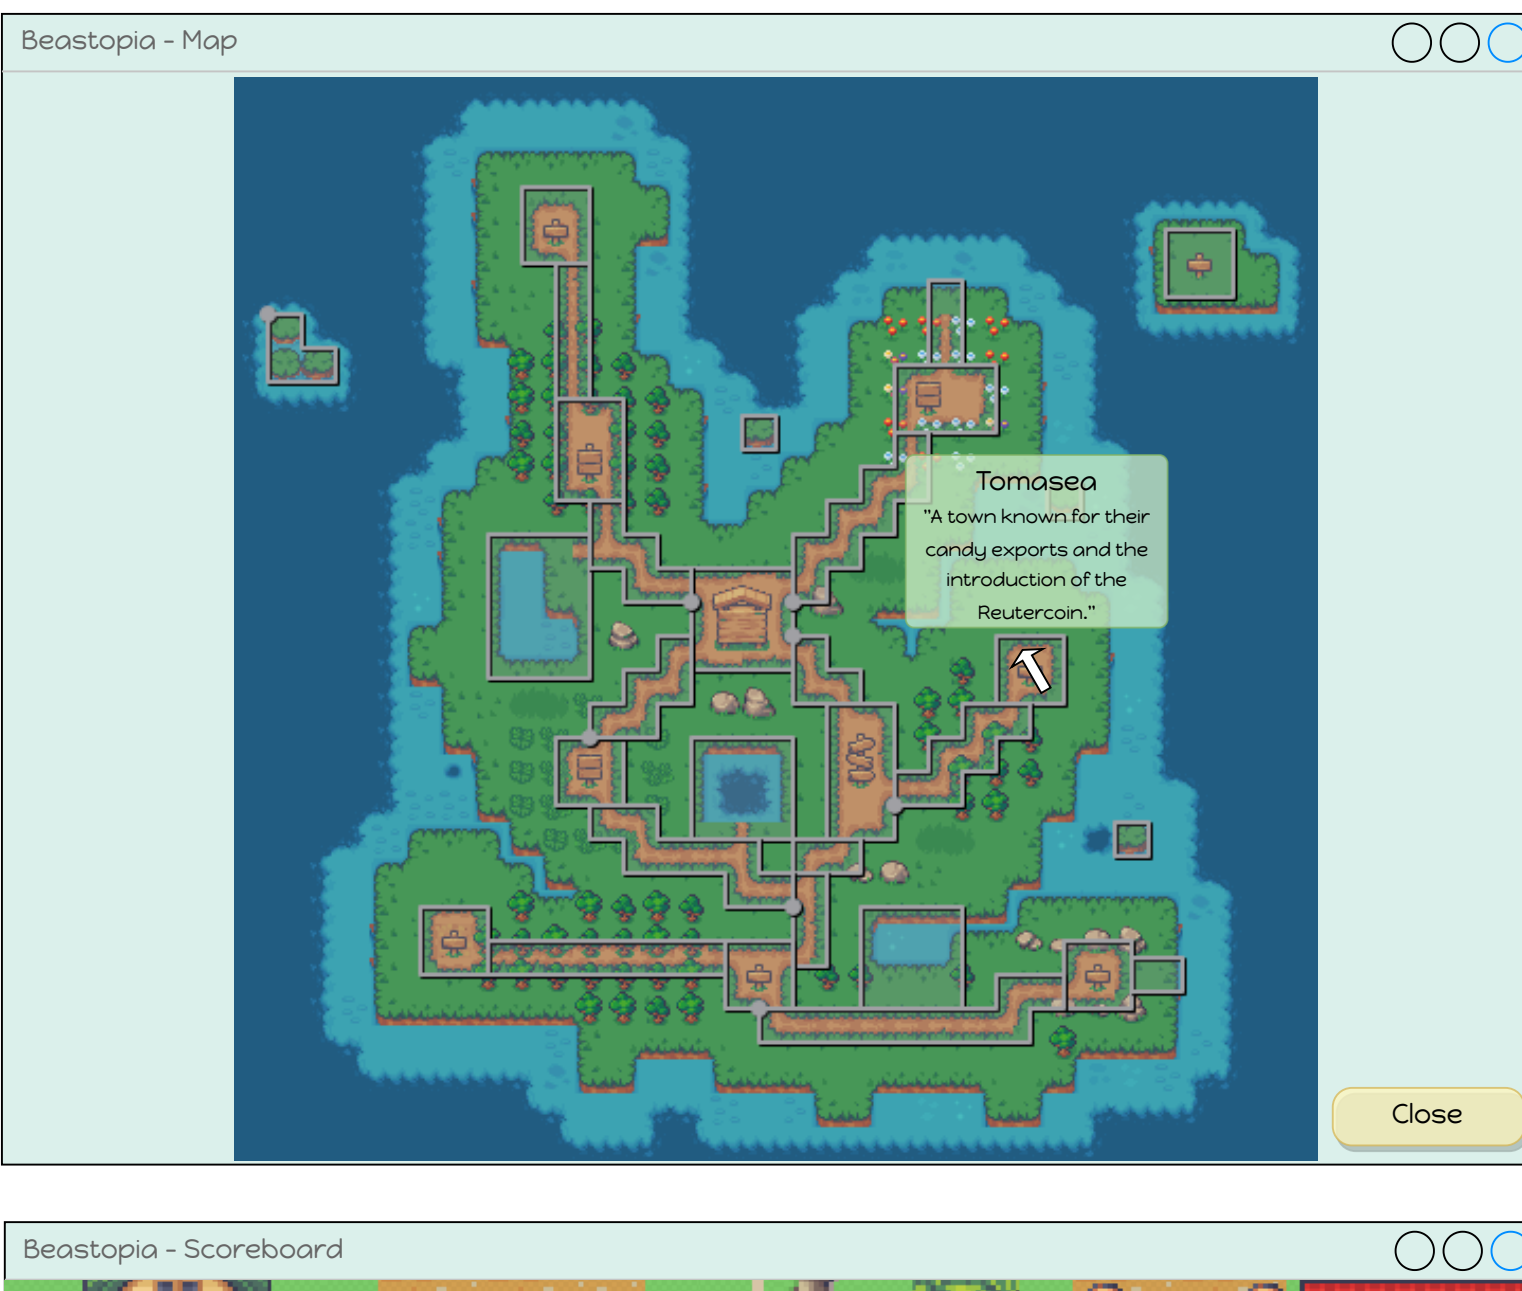 Beastopia - Map
Tomasea
"A town known for their
candy exports and the
introduction of the
Reutercoin."
Close
Beastopia - Scoreboard